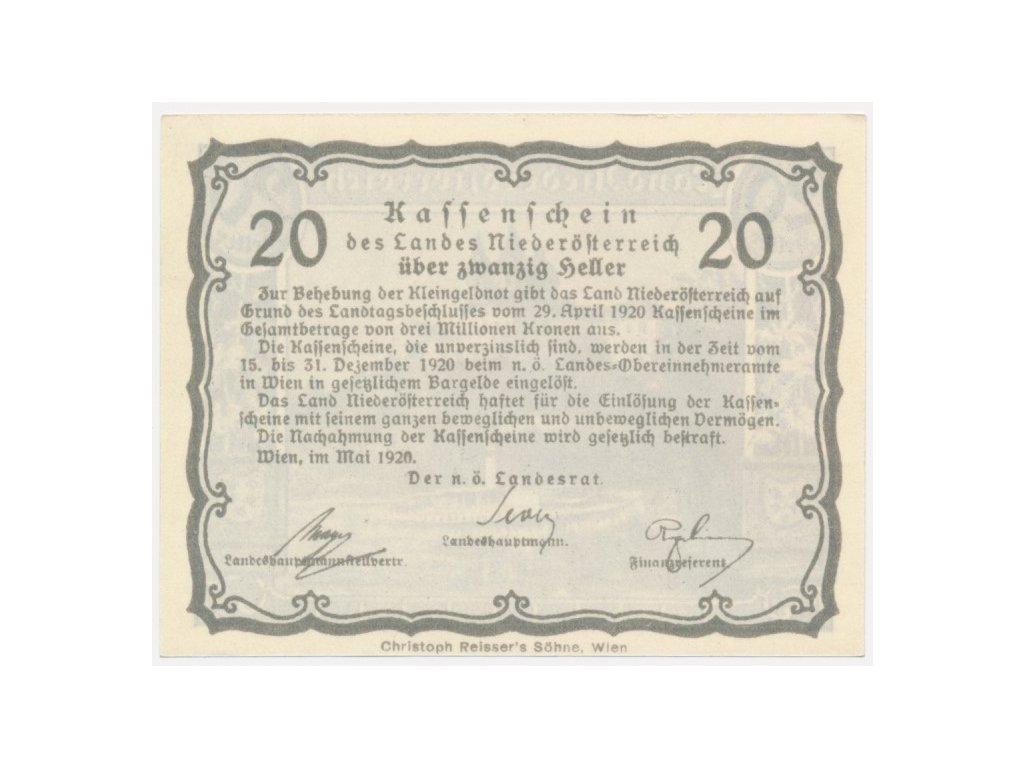 Kassenschein
20 des Landes Niederösterreich 20
über zwanzig Heller
Zur Behebung der Kleingeldnot gibt das Land Niederösterreich auf
Grund des Landtagsbeschlusses vom 29. April 1920 Kassenscheine im
Gesamtbetrage von drei Millionen Kronen aus.
Die Kassenscheine, die unverzinslich sind, werden in der Zeit vom
15. bis 31. Dezember 1920 beim n. ö. Landes-Obereinnehmeramte
in Wien in gesetzlichem Bargelde eingelöst.
Das Land Niederösterreich haftet für die Einlösung der Kassen-
scheine mit seinem ganzen beweglichen und unbeweglichen Vermögen.
Die Nachahmung der Kassenscheine wird gesetzlich bestraft.
Wien, im Mai 1920.
Der n. ö. Landesrat.
Landeshauptmann.
Landeshauptmannstellvertr. Finanzreferent.
Christoph Reisser's Söhne, Wien